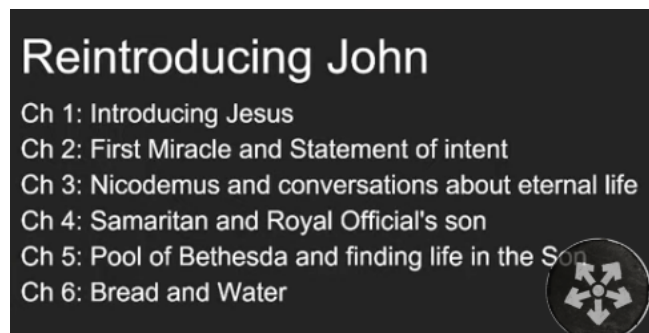 Reintroducing John
Ch 1: Introducing Jesus
Ch 2: First Miracle and Statement of intent
Ch 3: Nicodemus and conversations about eternal life
Ch 4: Samaritan and Royal Official's son
Ch 5: Pool of Bethesda and finding life in the Son
Ch 6: Bread and Water